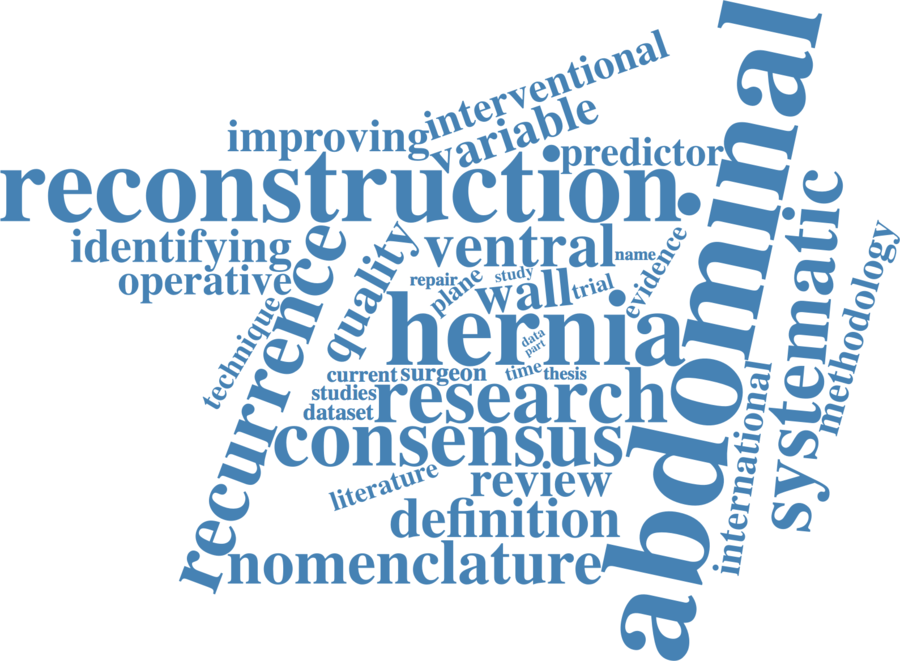 abdominal
interventional
variable
improving
predictor
reconstruction
systematic
identifying
ventral
name
methodology
operative
recurrence
quality
repair
plane
study
wall
trial
evidence
technique
hernia
data
part
current
surgeon
time
thesis
studies
research
dataset
consensus
international
literature
review
definition
nomenclature